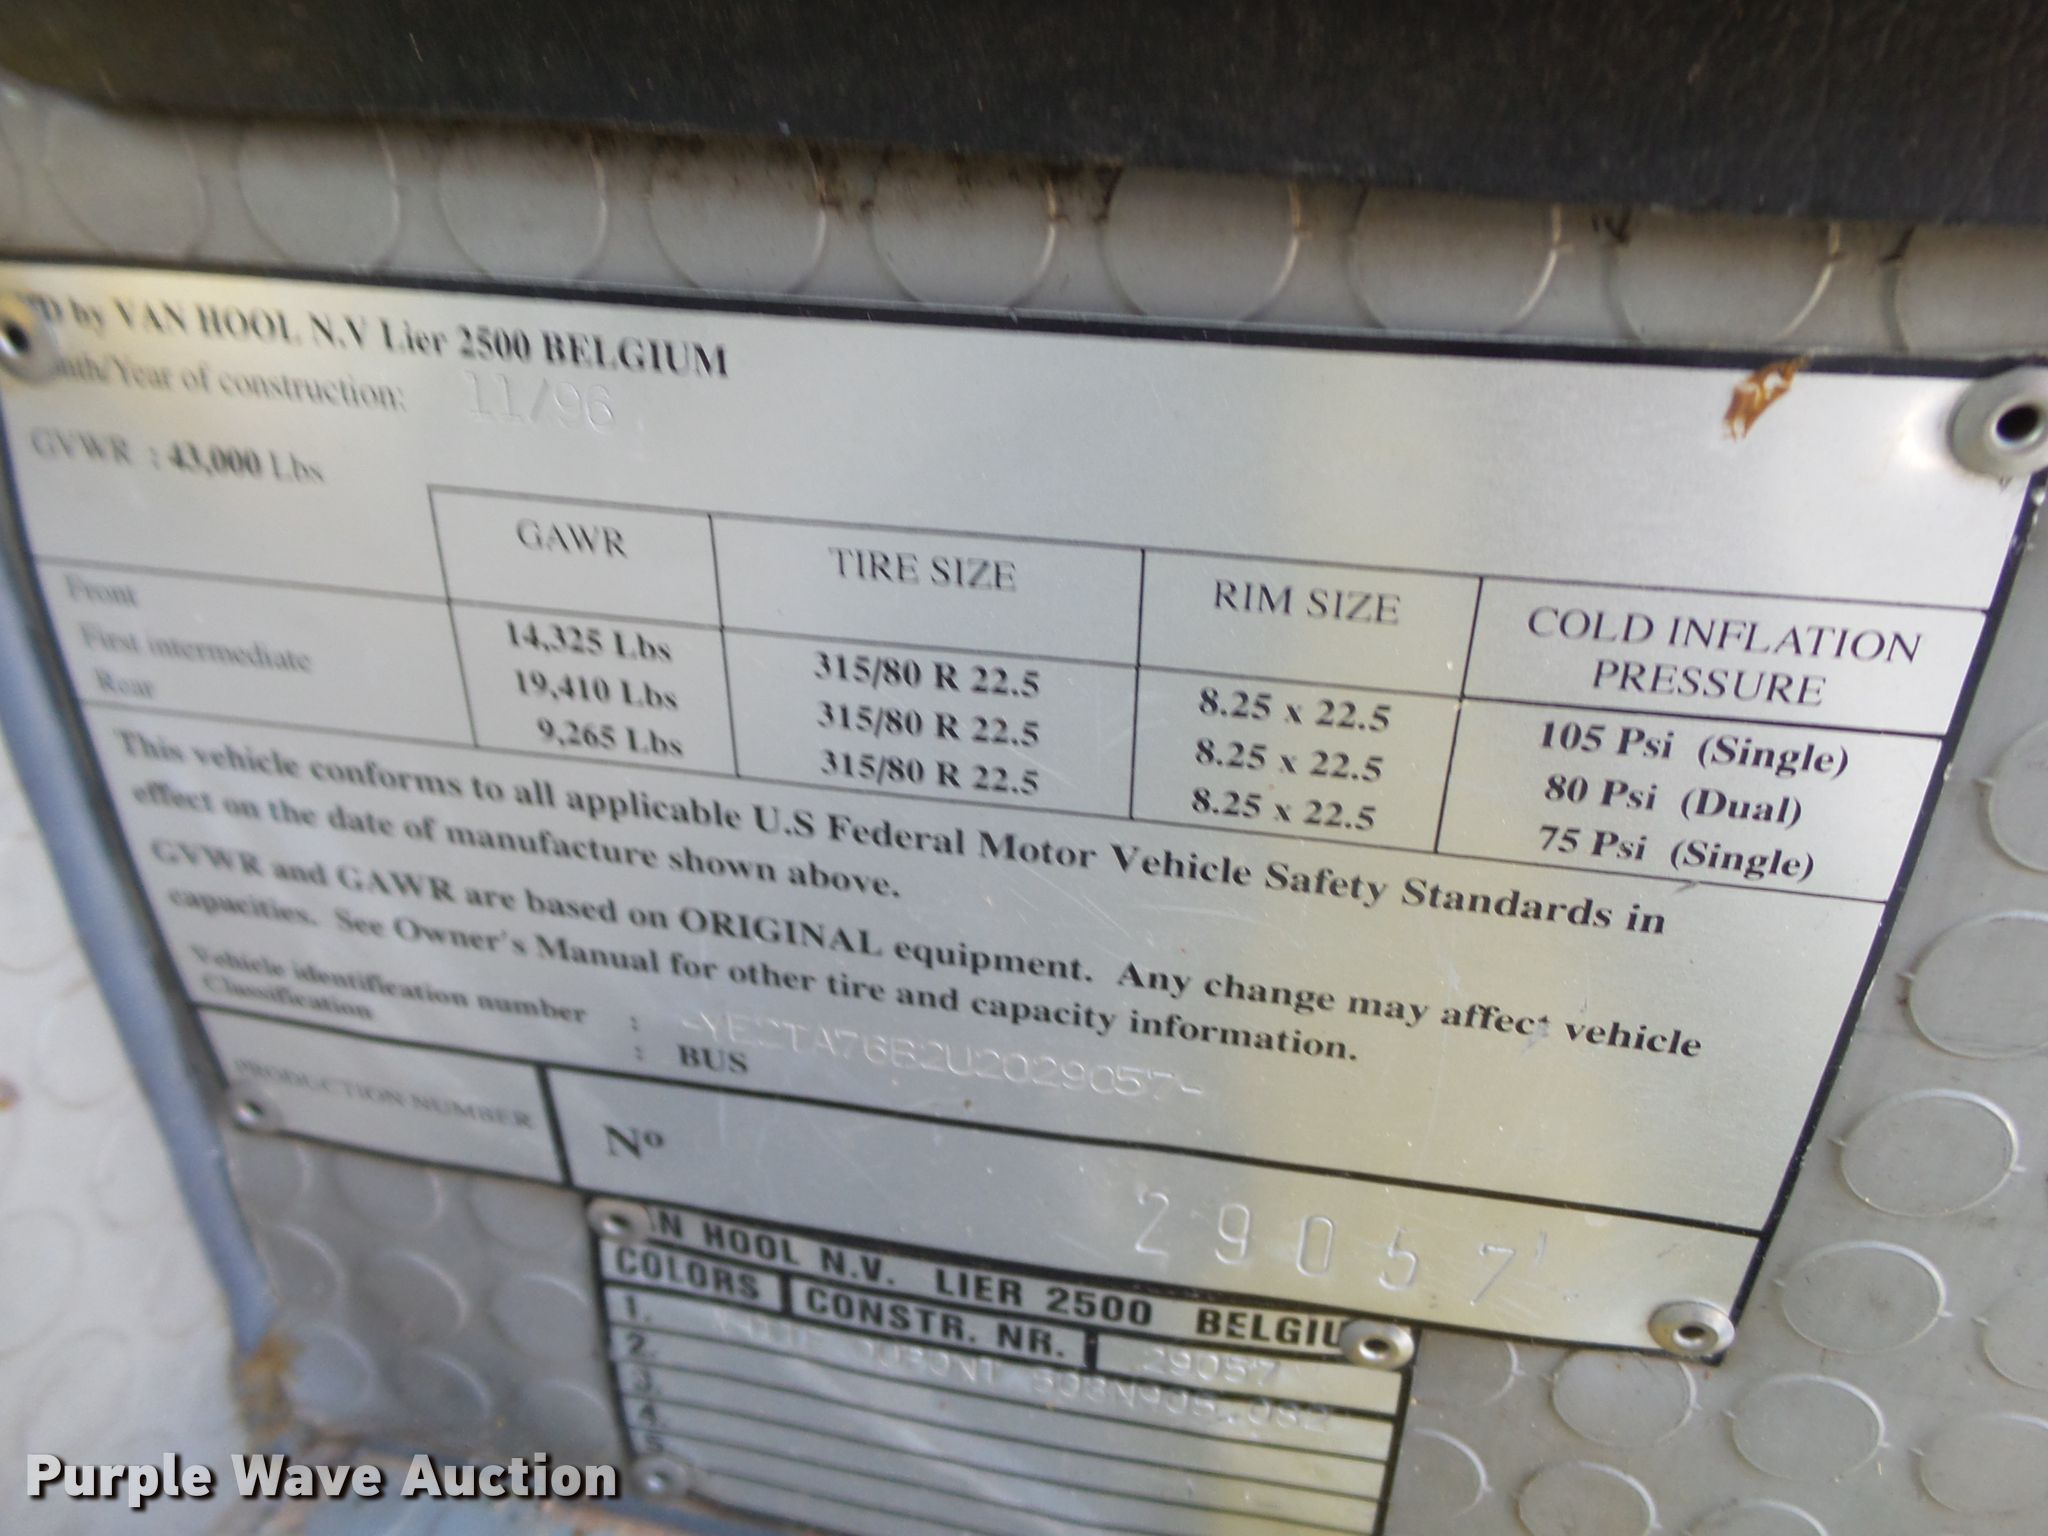 by VAN HOOL N.V Lier 2500 BELGIUM
/Year of construction: 11/96
GVWR : 43,000 Lbs
GAWR TIRE SIZE RIM SIZE COLD INFLATION PRESSURE
Front 14,325 Lbs 315/80 R 22.5 8.25 x 22.5 105 Psi (Single)
First intermediate 19,410 Lbs 315/80 R 22.5 8.25 x 22.5 80 Psi (Dual)
Rear 9,265 Lbs 315/80 R 22.5 8.25 x 22.5 75 Psi (Single)
This vehicle conforms to all applicable U.S Federal Motor Vehicle Safety Standards in
effect on the date of manufacture shown above.
GVWR and GAWR are based on ORIGINAL equipment. Any change may affect vehicle
capacities. See Owner's Manual for other tire and capacity information.
Vehicle identification number : -YE2TA76B2U2029057-
Classification : BUS
PRODUCTION NUMBER Nº 29057
HOOL N.V. LIER 2500 BELGIU
COLORS CONSTR. NR. 29057
1.
2.
3.
4.
5.
Purple Wave Auction